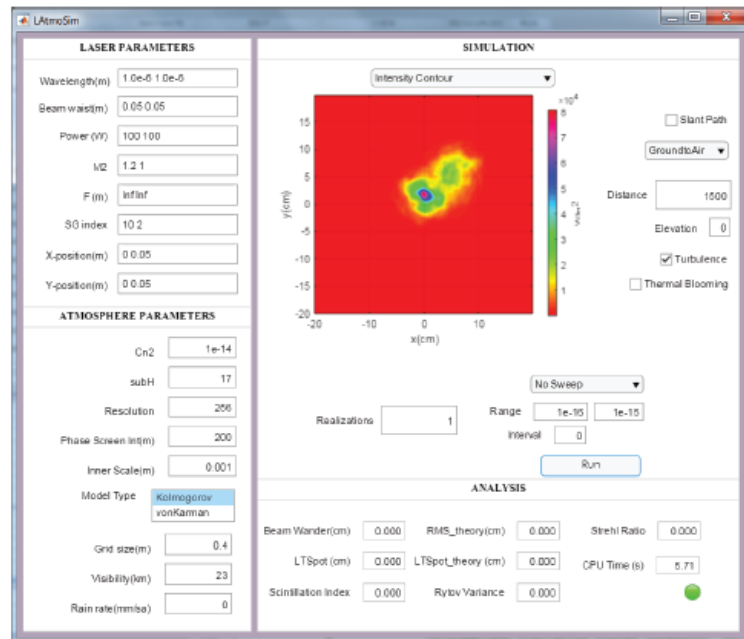 LAtmoSim
LASER PARAMETERS
Wavelength(m) 1.0e-6 1.0e-6
Beam waist(m) 0.05 0.05
Power (W) 100 100
M2 1.2 1
F (m) Inf Inf
SG index 10 2
X-position(m) 0 0.05
Y-position(m) 0 0.05
ATMOSPHERE PARAMETERS
Cn2 1e-14
subH 17
Resolution 256
Phase Screen Int(m) 200
Inner Scale(m) 0.001
Model Type Kolmogorov
vonKarman
Grid size(m) 0.4
Visibility(km) 23
Rain rate(mm/sa) 0
SIMULATION
Intensity Contour
×10⁴
15
10
5
0
-5
-10
-15
-20
y(cm)
-20 -10 0 10
x(cm)
8
7
6
5
4
3
2
1
W/m^2
Slant Path
GroundtoAir
Distance 1500
Elevation 0
Turbulence
Thermal Blooming
No Sweep
Realizations 1
Range 1e-16 1e-15
Interval 0
Run
ANALYSIS
Beam Wander(cm) 0.000 RMS_theory(cm) 0.000 Strehl Ratio 0.000
LTSpot (cm) 0.000 LTSpot_theory (cm) 0.000 CPU Time (s) 5.71
Scintillation Index 0.000 Rytov Variance 0.000